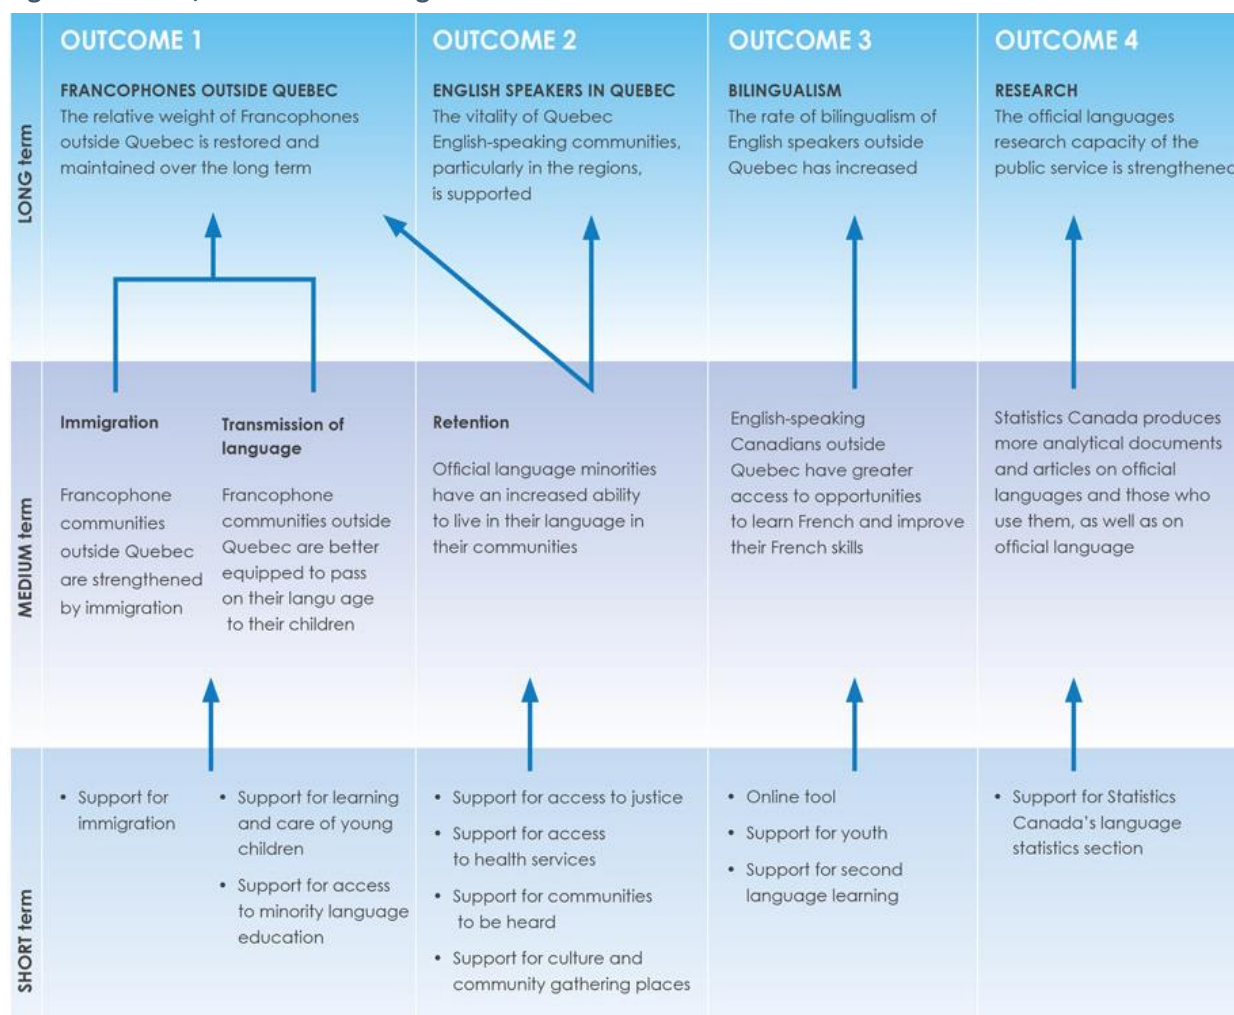 OUTCOME 1
FRANCOPHONES OUTSIDE QUEBEC
The relative weight of Francophones
outside Quebec is restored and
maintained over the long term
OUTCOME 2
ENGLISH SPEAKERS IN QUEBEC
The vitality of Quebec
English-speaking communities,
particularly in the regions,
is supported
OUTCOME 3
BILINGUALISM
The rate of bilingualism of
English speakers outside
Quebec has increased
OUTCOME 4
RESEARCH
The official languages
research capacity of the
public service is strengthened
LONG term
Immigration
Francophone
communities
outside Quebec
are strengthened
by immigration
Transmission of
language
Francophone
communities outside
Quebec are better
equipped to pass
on their langu age
to their children
Retention
Official language minorities
have an increased ability
to live in their language in
their communities
English-speaking
Canadians outside
Quebec have greater
access to opportunities
to learn French and improve
their French skills
Statistics Canada produces
more analytical documents
and articles on official
languages and those who
use them, as well as on
official language
MEDIUM term
• Support for
immigration
• Support for learning
and care of young
children
• Support for access
to minority language
education
• Support for access to justice
• Support for access
to health services
• Support for communities
to be heard
• Support for culture and
community gathering places
• Online tool
• Support for youth
• Support for second
language learning
• Support for Statistics
Canada's language
statistics section
SHORT term